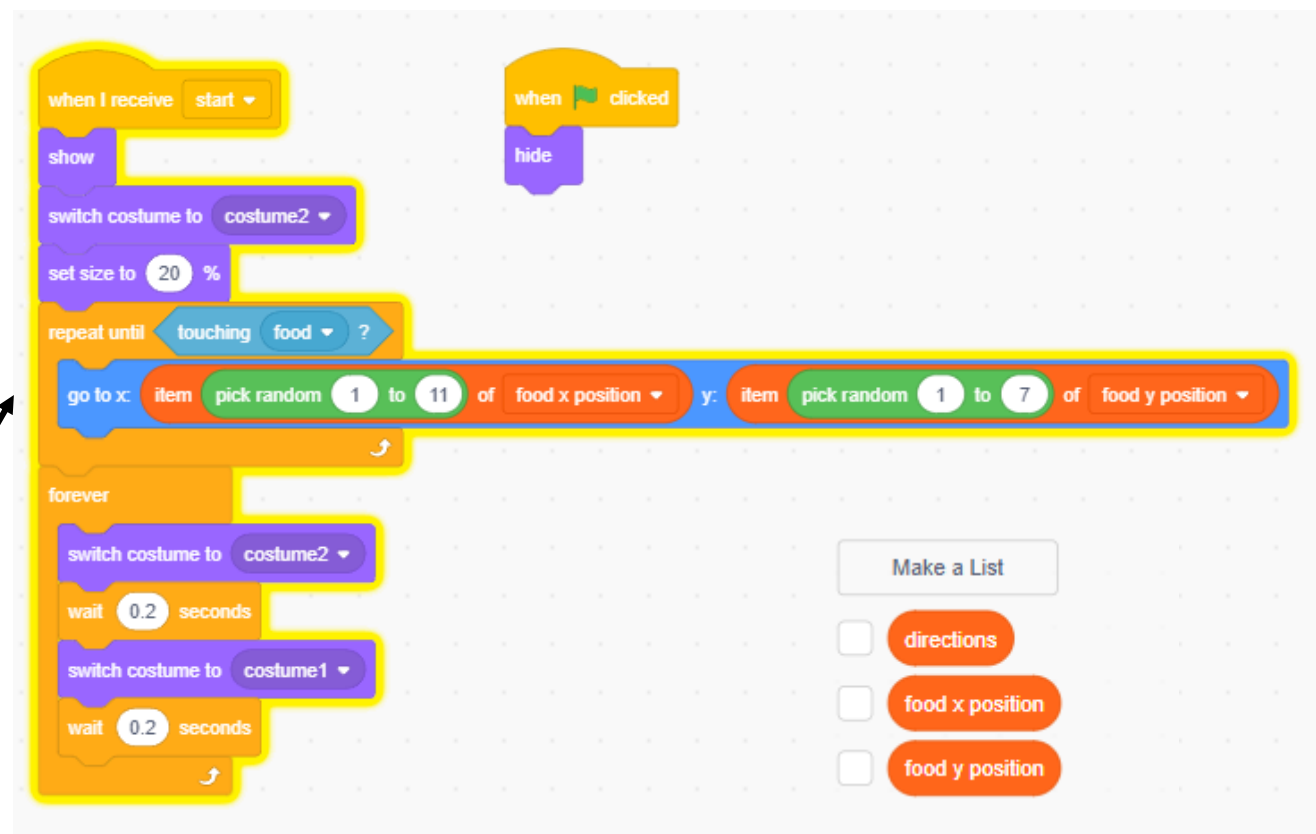 when I receive start
show
switch costume to costume2
set size to 20 %
repeat until touching food ?
go to x: item pick random 1 to 11 of food x position y: item pick random 1 to 7 of food y position
forever
switch costume to costume2
wait 0.2 seconds
switch costume to costume1
wait 0.2 seconds
when clicked
hide
Make a List
directions
food x position
food y position